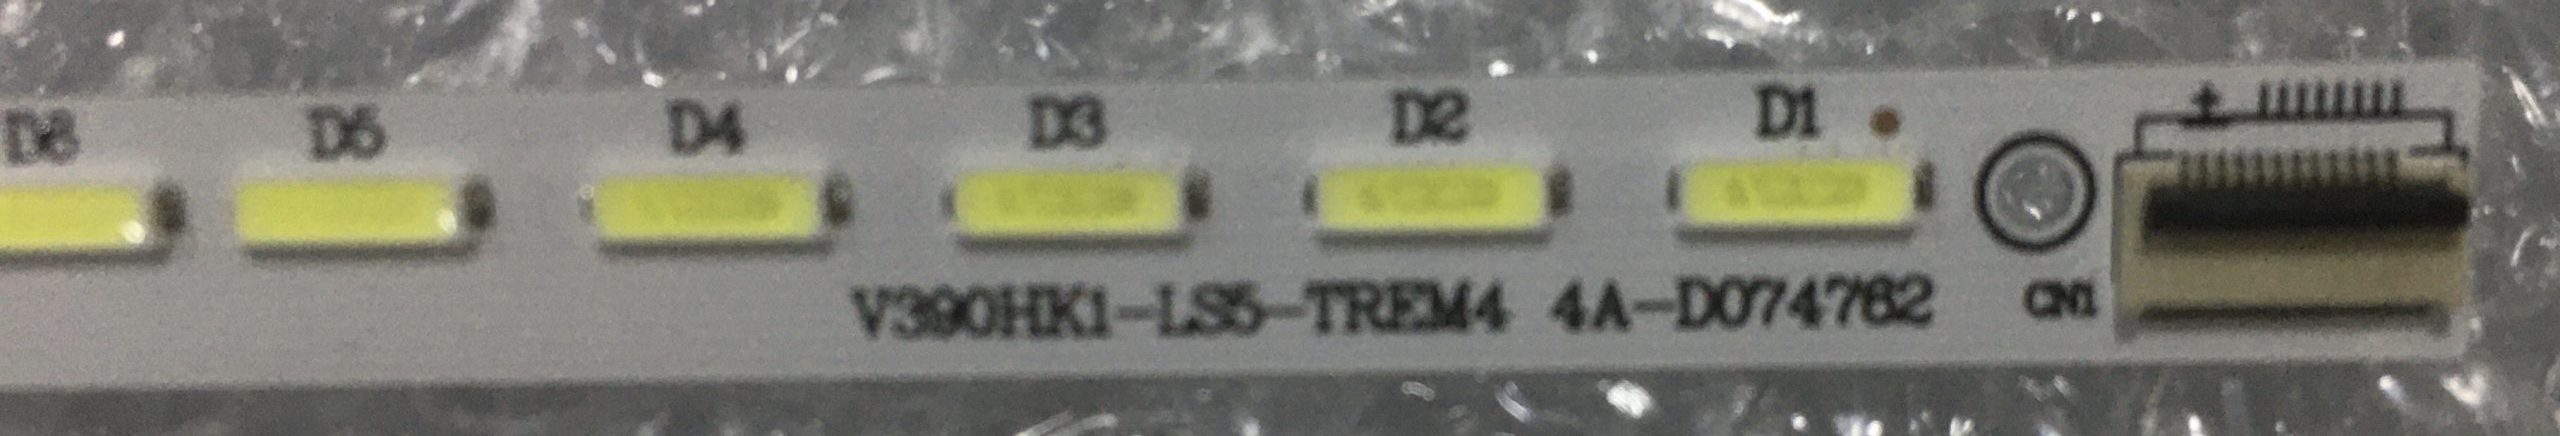 D6 D5 D4 D3 D2 D1
V390HK1-LS5-TREM4 4A-D074762
CN1